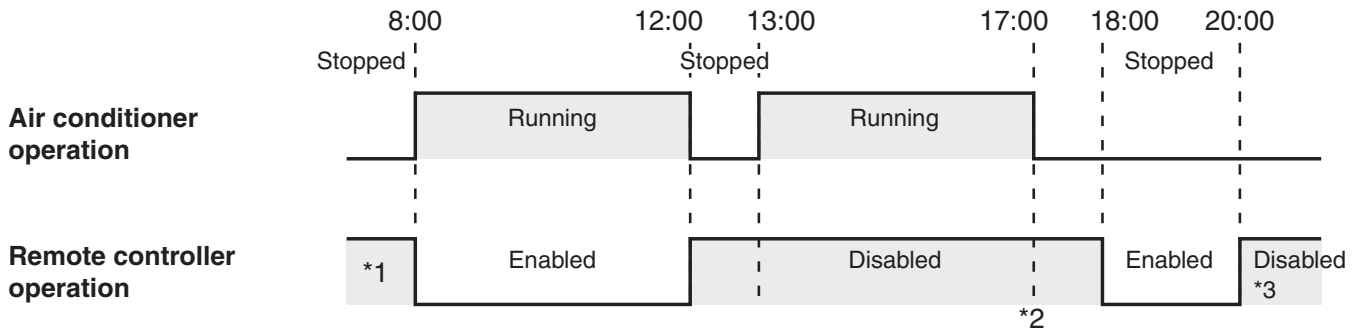 8:00 12:00 13:00 17:00 18:00 20:00
Stopped Stopped Stopped
Air conditioner
operation
Running Running
Remote controller
operation
*1 Enabled Disabled Enabled Disabled
*3
*2